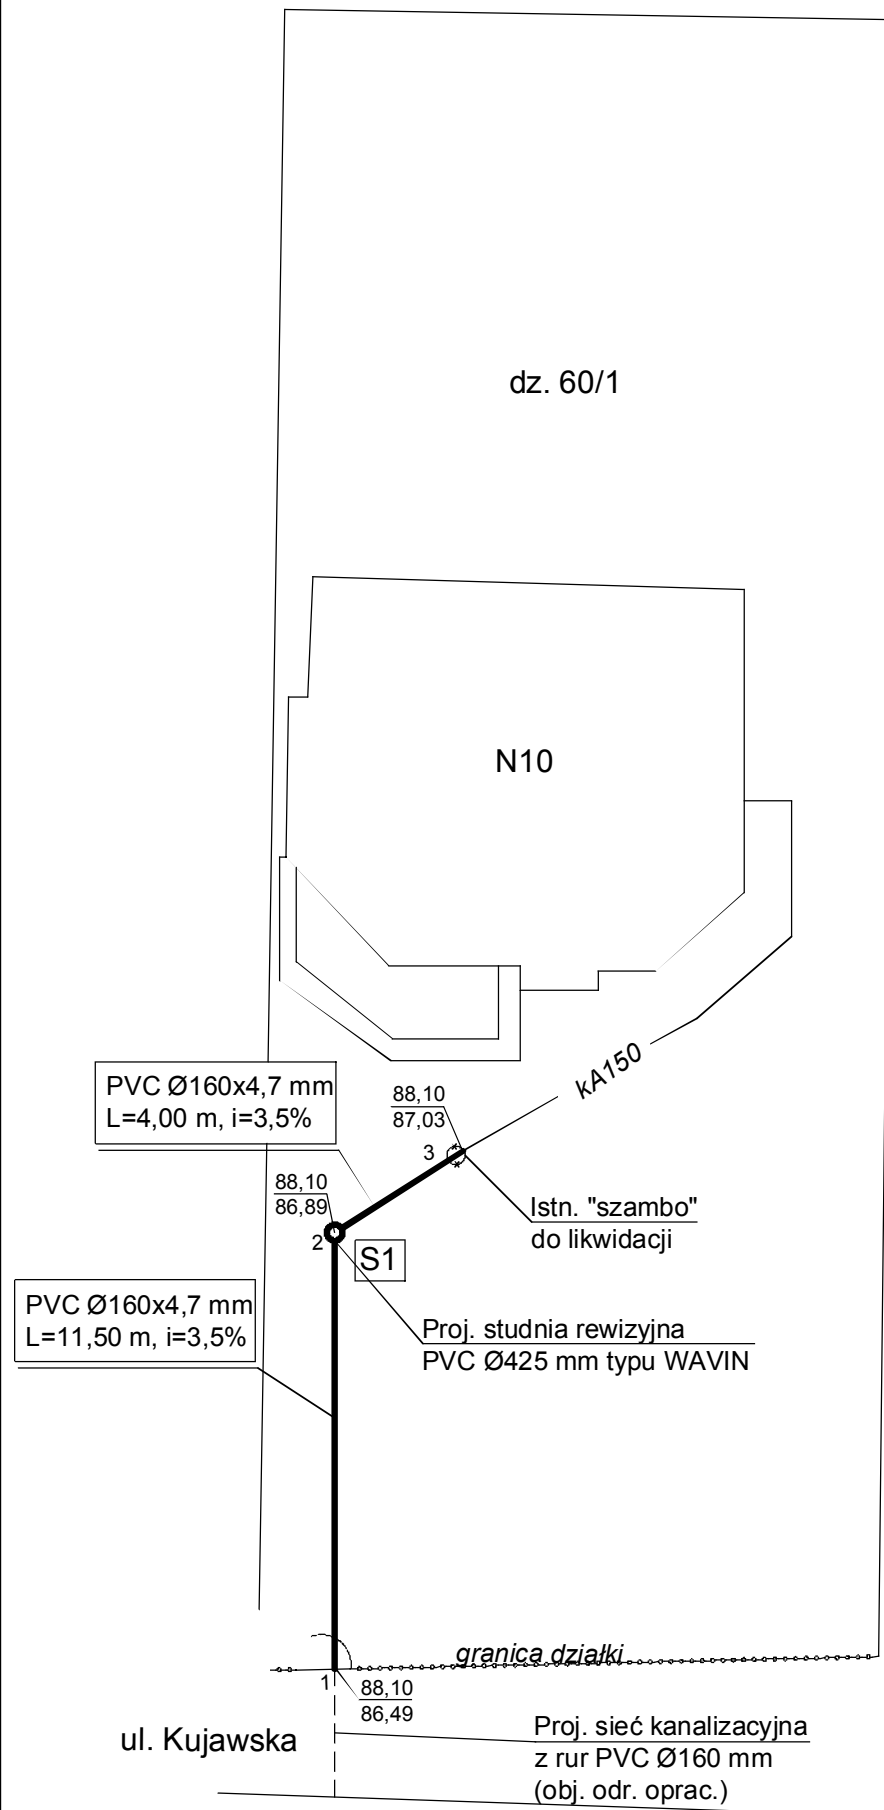 dz. 60/1
N10
kA150
PVC Ø160x4,7 mm
L=4,00 m, i=3,5%
88,10
87,03
3
88,10
86,89
2
S1
Istn. "szambo"
do likwidacji
PVC Ø160x4,7 mm
L=11,50 m, i=3,5%
Proj. studnia rewizyjna
PVC Ø425 mm typu WAVIN
granica działki
1
88,10
86,49
ul. Kujawska
Proj. sieć kanalizacyjna
z rur PVC Ø160 mm
(obj. odr. oprac.)